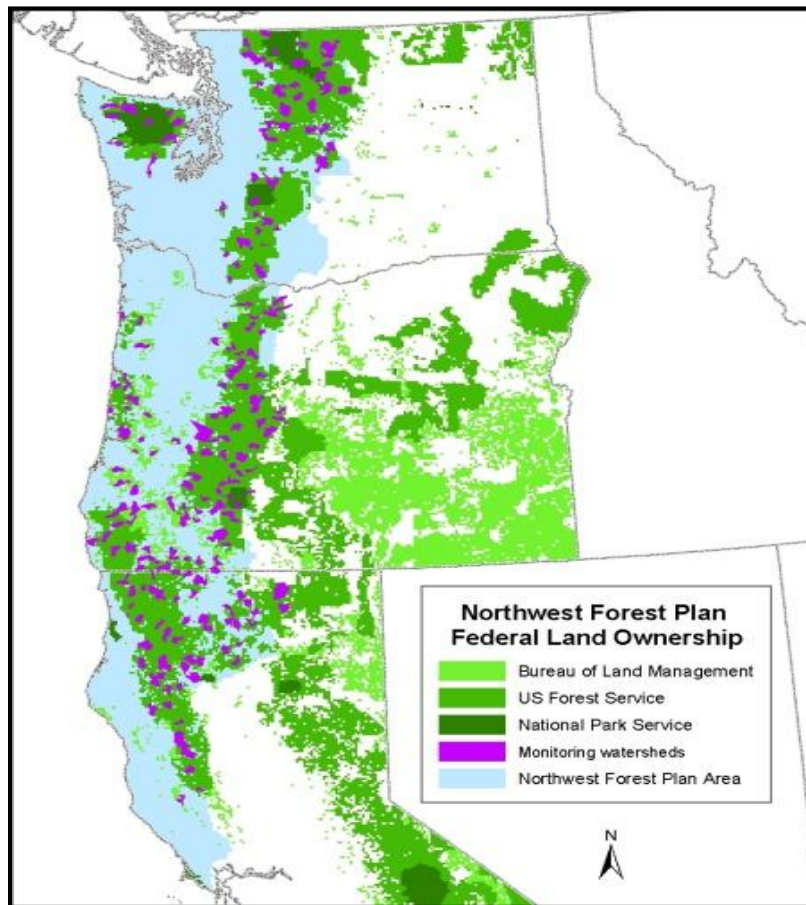 Northwest Forest Plan
Federal Land Ownership
Bureau of Land Management
US Forest Service
National Park Service
Monitoring watersheds
Northwest Forest Plan Area
N